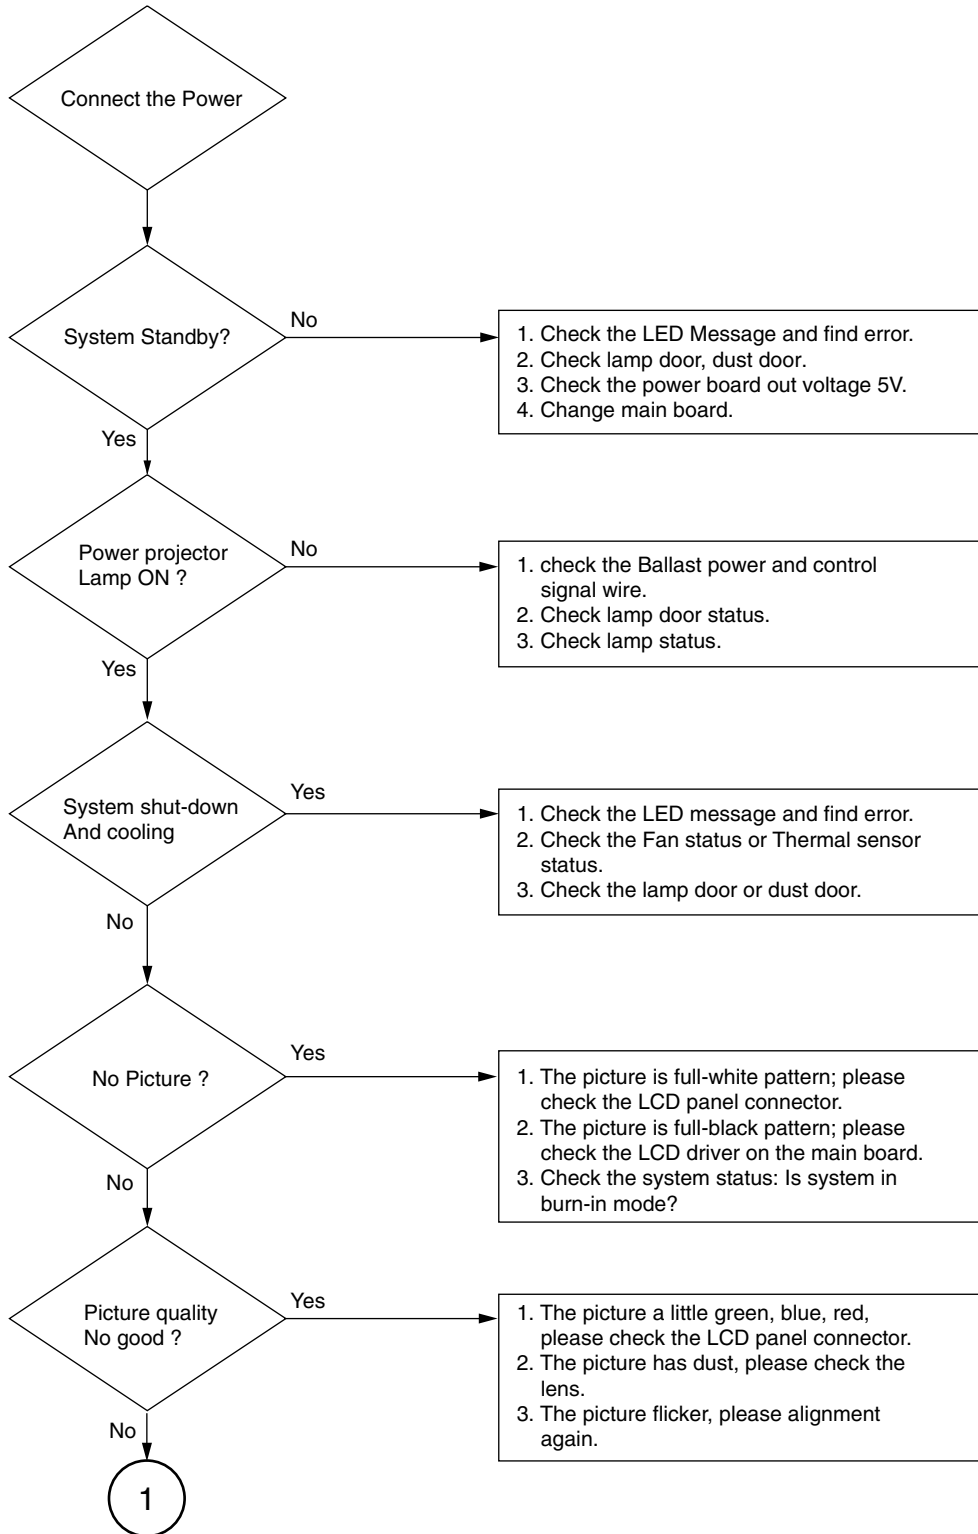 Connect the Power
System Standby?
No
1. Check the LED Message and find error.
2. Check lamp door, dust door.
3. Check the power board out voltage 5V.
4. Change main board.
Yes
Power projector
Lamp ON ?
No
1. check the Ballast power and control
signal wire.
2. Check lamp door status.
3. Check lamp status.
Yes
System shut-down
And cooling
Yes
1. Check the LED message and find error.
2. Check the Fan status or Thermal sensor
status.
3. Check the lamp door or dust door.
No
No Picture ?
Yes
1. The picture is full-white pattern; please
check the LCD panel connector.
2. The picture is full-black pattern; please
check the LCD driver on the main board.
3. Check the system status: Is system in
burn-in mode?
No
Picture quality
No good ?
Yes
1. The picture a little green, blue, red,
please check the LCD panel connector.
2. The picture has dust, please check the
lens.
3. The picture flicker, please alignment
again.
No
1